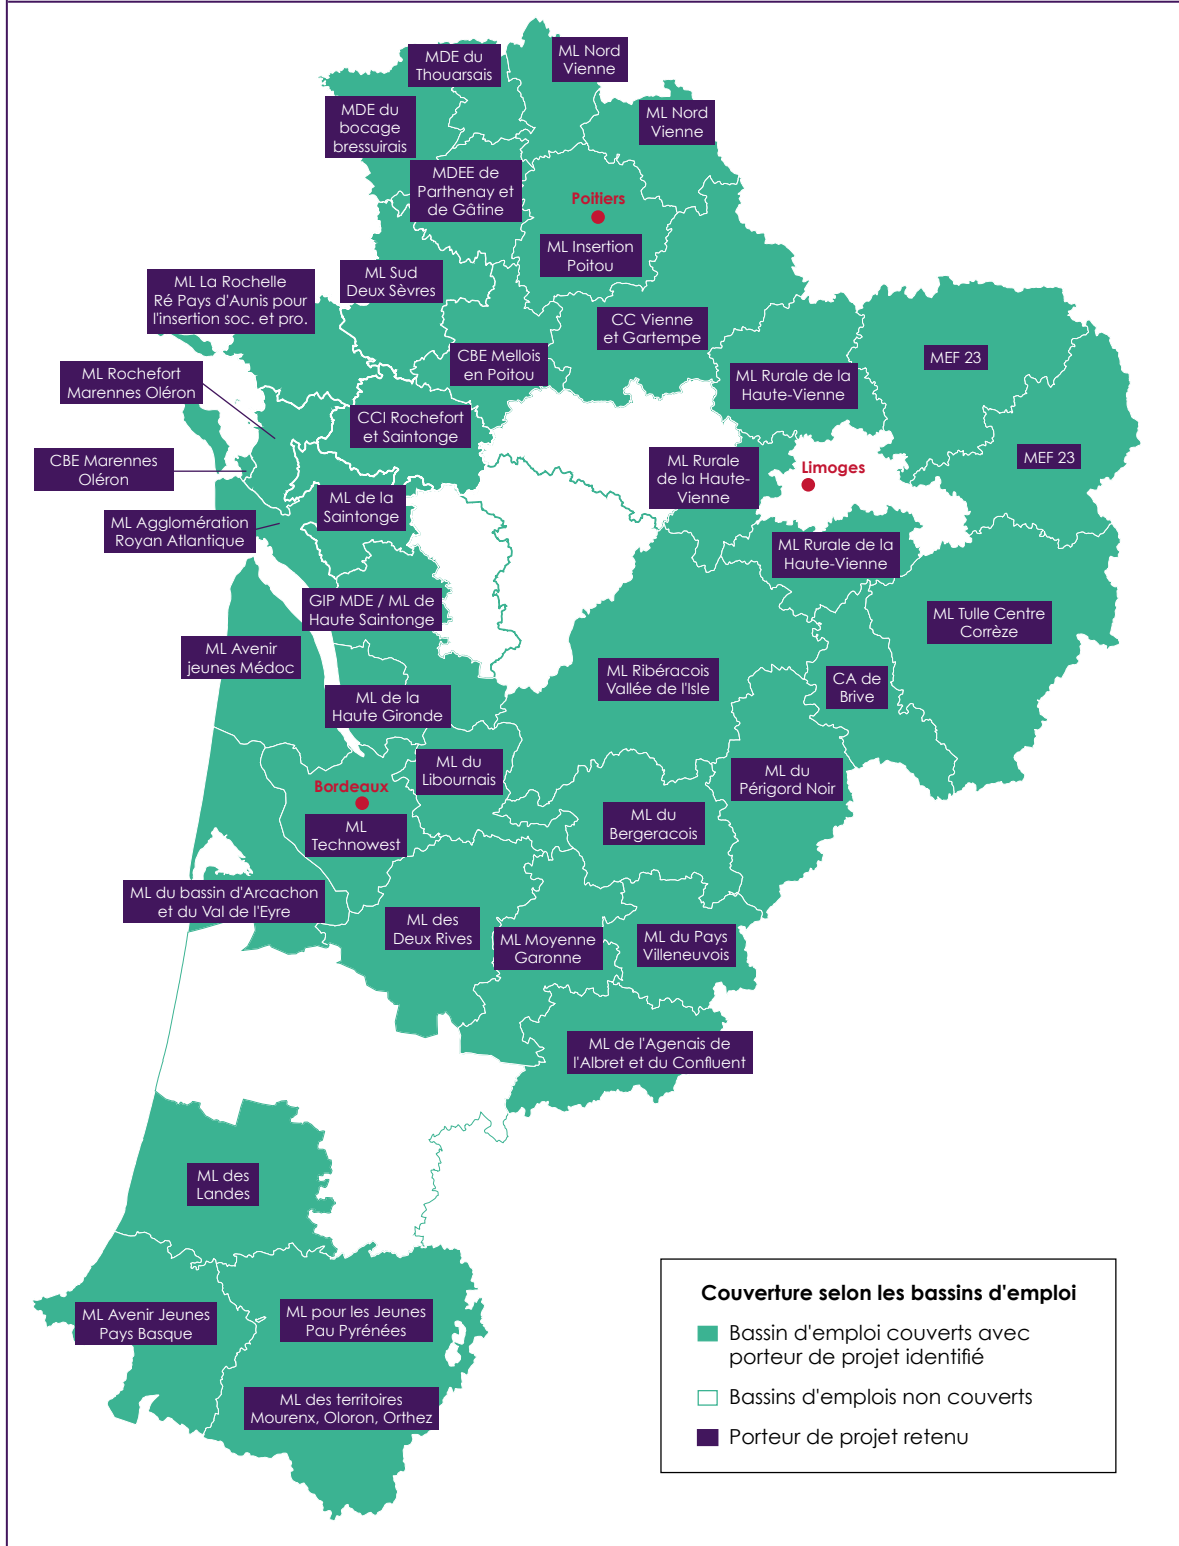 MDE du
Thouarsais
ML Nord
Vienne
MDE du
bocage
bressuirais
ML Nord
Vienne
MDEE de
Parthenay et
de Gâtine
Poitiers
ML Insertion
Poitou
ML Sud
Deux Sèvres
ML La Rochelle
Ré Pays d'Aunis pour
l'insertion soc. et pro.
CC Vienne
et Gartempe
CBE Mellois
en Poitou
MEF 23
ML Rochefort
Marennes Oléron
ML Rurale de la
Haute-Vienne
CCI Rochefort
et Saintonge
MEF 23
CBE Marennes
Oléron
ML Rurale
de la Haute-
Vienne
Limoges
ML de la
Saintonge
ML Agglomération
Royan Atlantique
ML Rurale de la
Haute-Vienne
GIP MDE / ML de
Haute Saintonge
ML Tulle Centre
Corrèze
ML Avenir
jeunes Médoc
ML Ribéracois
Vallée de l'Isle
CA de
Brive
ML de la
Haute Gironde
ML du
Libournais
ML du
Périgord Noir
Bordeaux
ML
Technowest
ML du
Bergeracois
ML du bassin d'Arcachon
et du Val de l'Eyre
ML des
Deux Rives
ML Moyenne
Garonne
ML du Pays
Villeneuvois
ML de l'Agenais de
l'Albret et du Confluent
ML des
Landes
ML Avenir Jeunes
Pays Basque
ML pour les Jeunes
Pau Pyrénées
ML des territoires
Mourenx, Oloron, Orthez
Couverture selon les bassins d'emploi
Bassin d'emploi couverts avec
porteur de projet identifié
Bassins d'emplois non couverts
Porteur de projet retenu